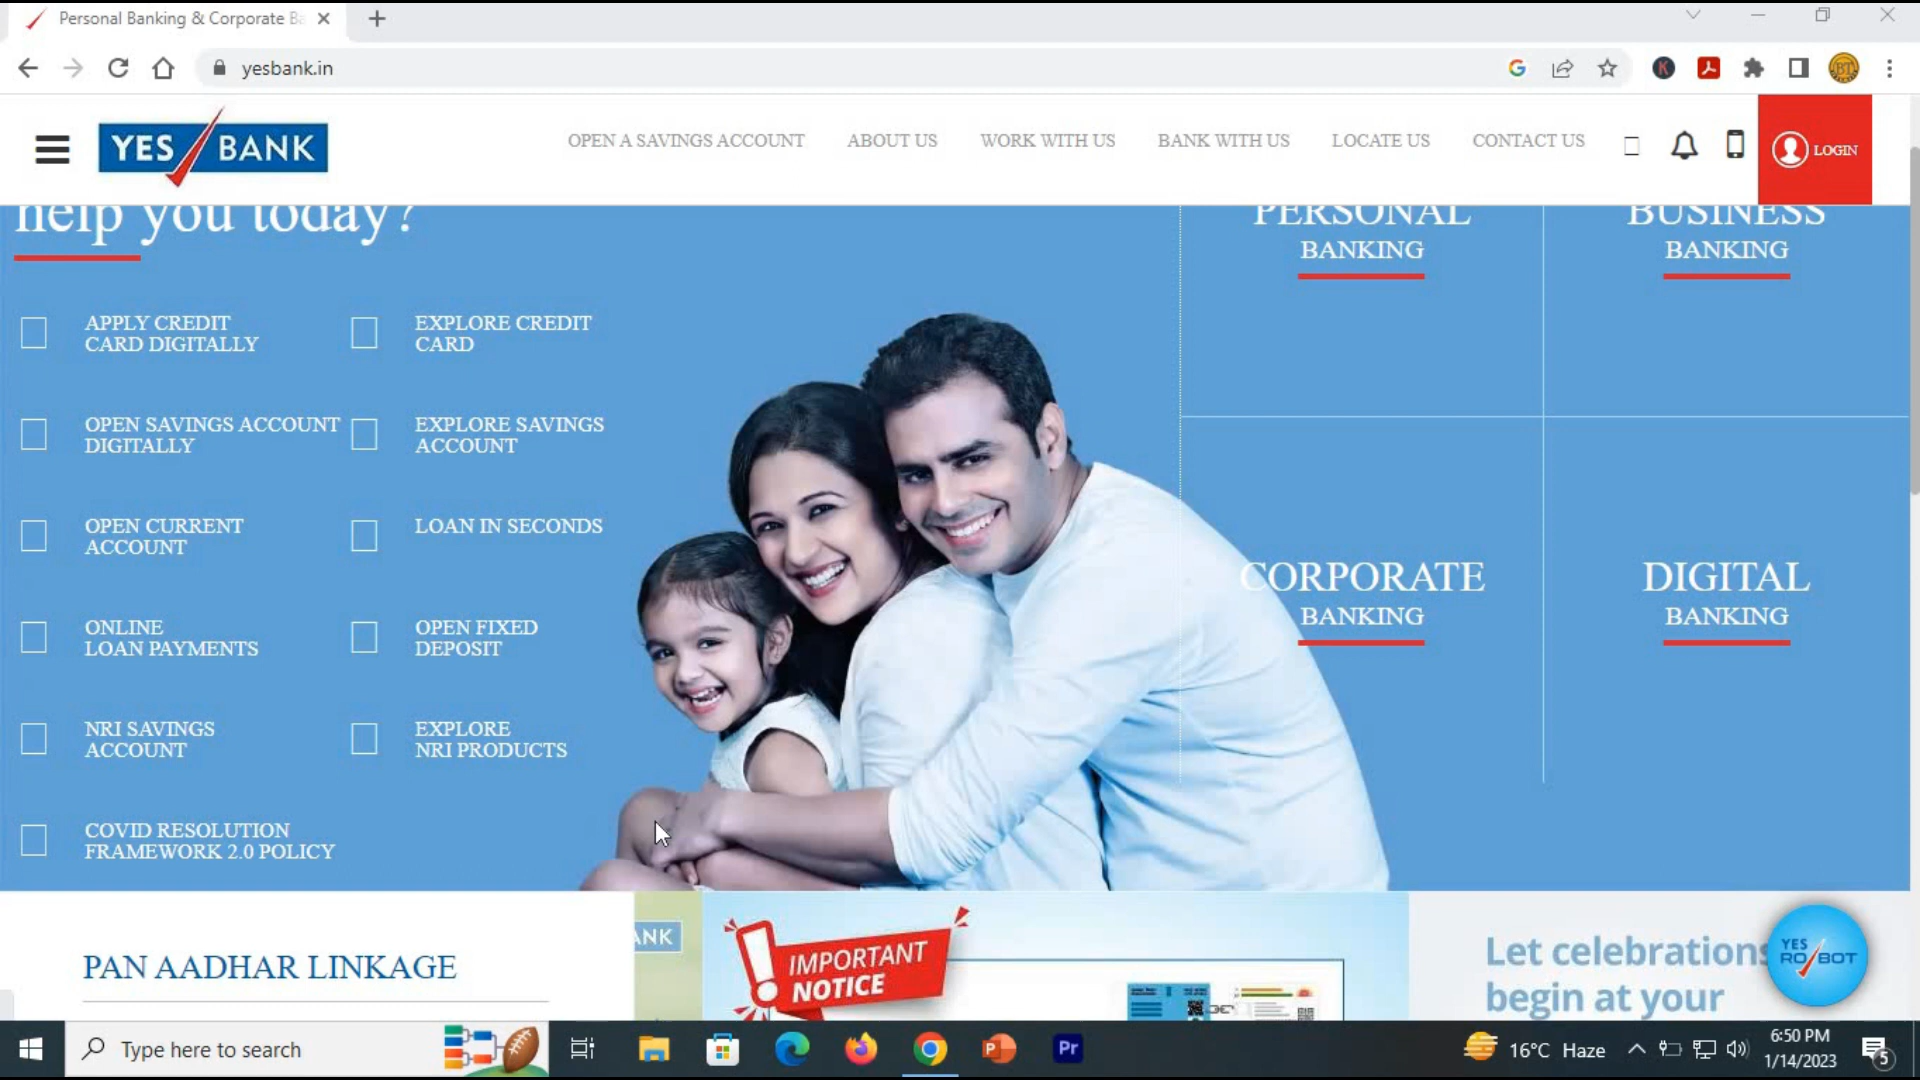 Personal Banking & Corporate Ba
yesbank.in
YES BANK
OPEN A SAVINGS ACCOUNT
ABOUT US
WORK WITH US
BANK WITH US
LOCATE US
CONTACT US
LOGIN
help you today?
PERSONAL
BANKING
BUSINESS
BANKING
APPLY CREDIT
CARD DIGITALLY
EXPLORE CREDIT
CARD
OPEN SAVINGS ACCOUNT
DIGITALLY
EXPLORE SAVINGS
ACCOUNT
OPEN CURRENT
ACCOUNT
LOAN IN SECONDS
CORPORATE
BANKING
DIGITAL
BANKING
ONLINE
LOAN PAYMENTS
OPEN FIXED
DEPOSIT
NRI SAVINGS
ACCOUNT
EXPLORE
NRI PRODUCTS
COVID RESOLUTION
FRAMEWORK 2.0 POLICY
PAN AADHAR LINKAGE
ANK
IMPORTANT
NOTICE
Let celebrations
begin at your
YES
RO/BOT
Type here to search
P
Pr
16°C Haze
6:50 PM
1/14/2023
5